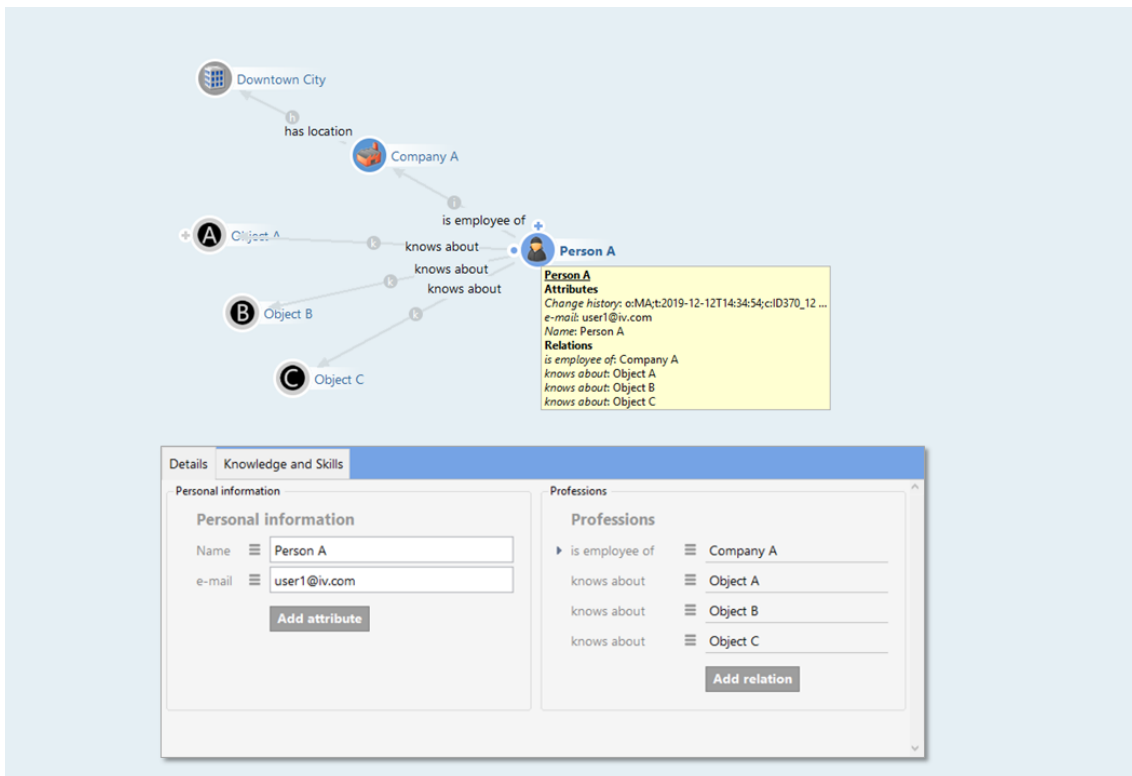 Downtown City
h
has location
Company A
i
is employee of
A Object A
k
knows about
Person A
knows about
k
knows about
B Object B
k
C Object C
Person A
Attributes
Change history: o:MA;t:2019-12-12T14:34:54;c:ID370_12 ...
e-mail: user1@iv.com
Name: Person A
Relations
is employee of: Company A
knows about: Object A
knows about: Object B
knows about: Object C
Details Knowledge and Skills
Personal information
Personal information
Name Person A
e-mail user1@iv.com
Add attribute
Professions
Professions
is employee of Company A
knows about Object A
knows about Object B
knows about Object C
Add relation